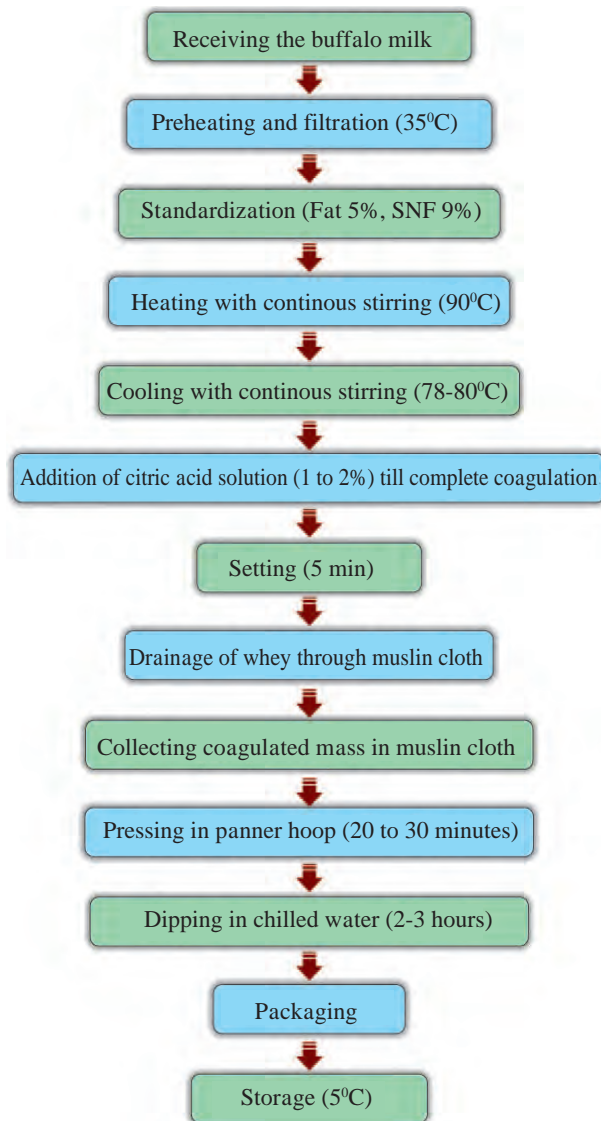 Receiving the buffalo milk
Preheating and filtration (35⁰C)
Standardization (Fat 5%, SNF 9%)
Heating with continous stirring (90⁰C)
Cooling with continous stirring (78-80⁰C)
Addition of citric acid solution (1 to 2%) till complete coagulation
Setting (5 min)
Drainage of whey through muslin cloth
Collecting coagulated mass in muslin cloth
Pressing in panner hoop (20 to 30 minutes)
Dipping in chilled water (2-3 hours)
Packaging
Storage (5⁰C)